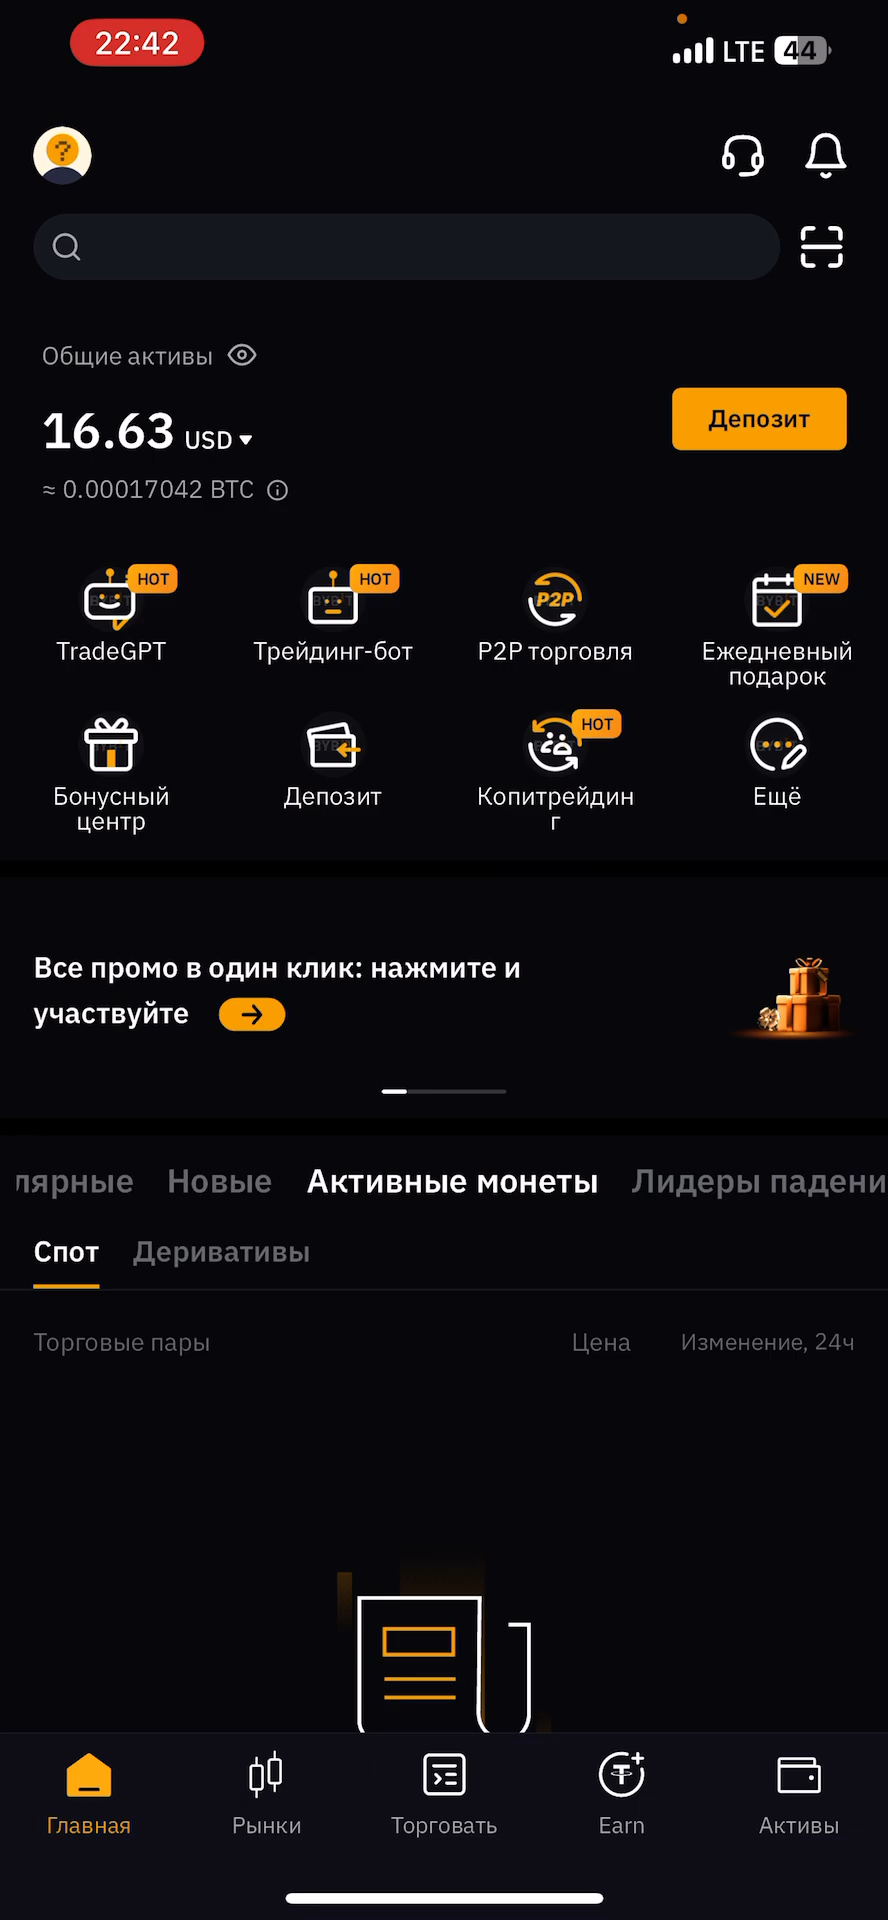 22:42
LTE 44
Общие активы
16.63 USD
Депозит
≈ 0.00017042 BTC
HOT
HOT
P2P
NEW
TradeGPT
Трейдинг-бот
P2P торговля
Ежедневный
подарок
HOT
Бонусный
центр
Депозит
Копитрейдин
г
Ещё
Все промо в один клик: нажмите и
участвуйте
лярные Новые Активные монеты Лидеры падени
Спот Деривативы
Торговые пары Цена Изменение, 24ч
Главная Рынки Торговать Earn Активы